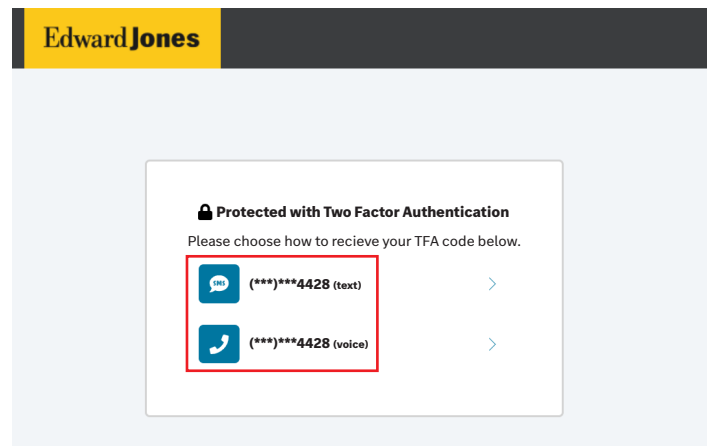 Edward Jones
Protected with Two Factor Authentication
Please choose how to recieve your TFA code below.
SMS
(***)***4428 (text)
(***)***4428 (voice)